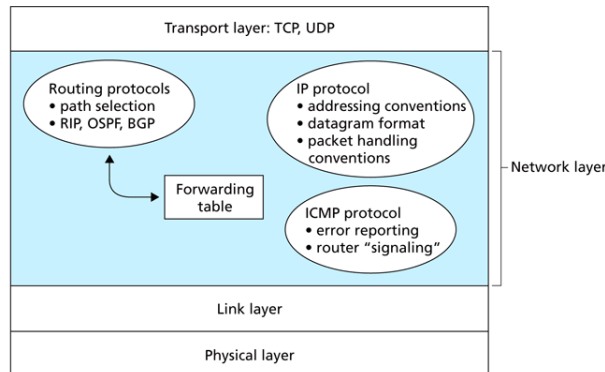 Transport layer: TCP, UDP
Routing protocols
• path selection
• RIP, OSPF, BGP
IP protocol
• addressing conventions
• datagram format
• packet handling
conventions
Network layer
Forwarding
table
ICMP protocol
• error reporting
• router “signaling”
Link layer
Physical layer